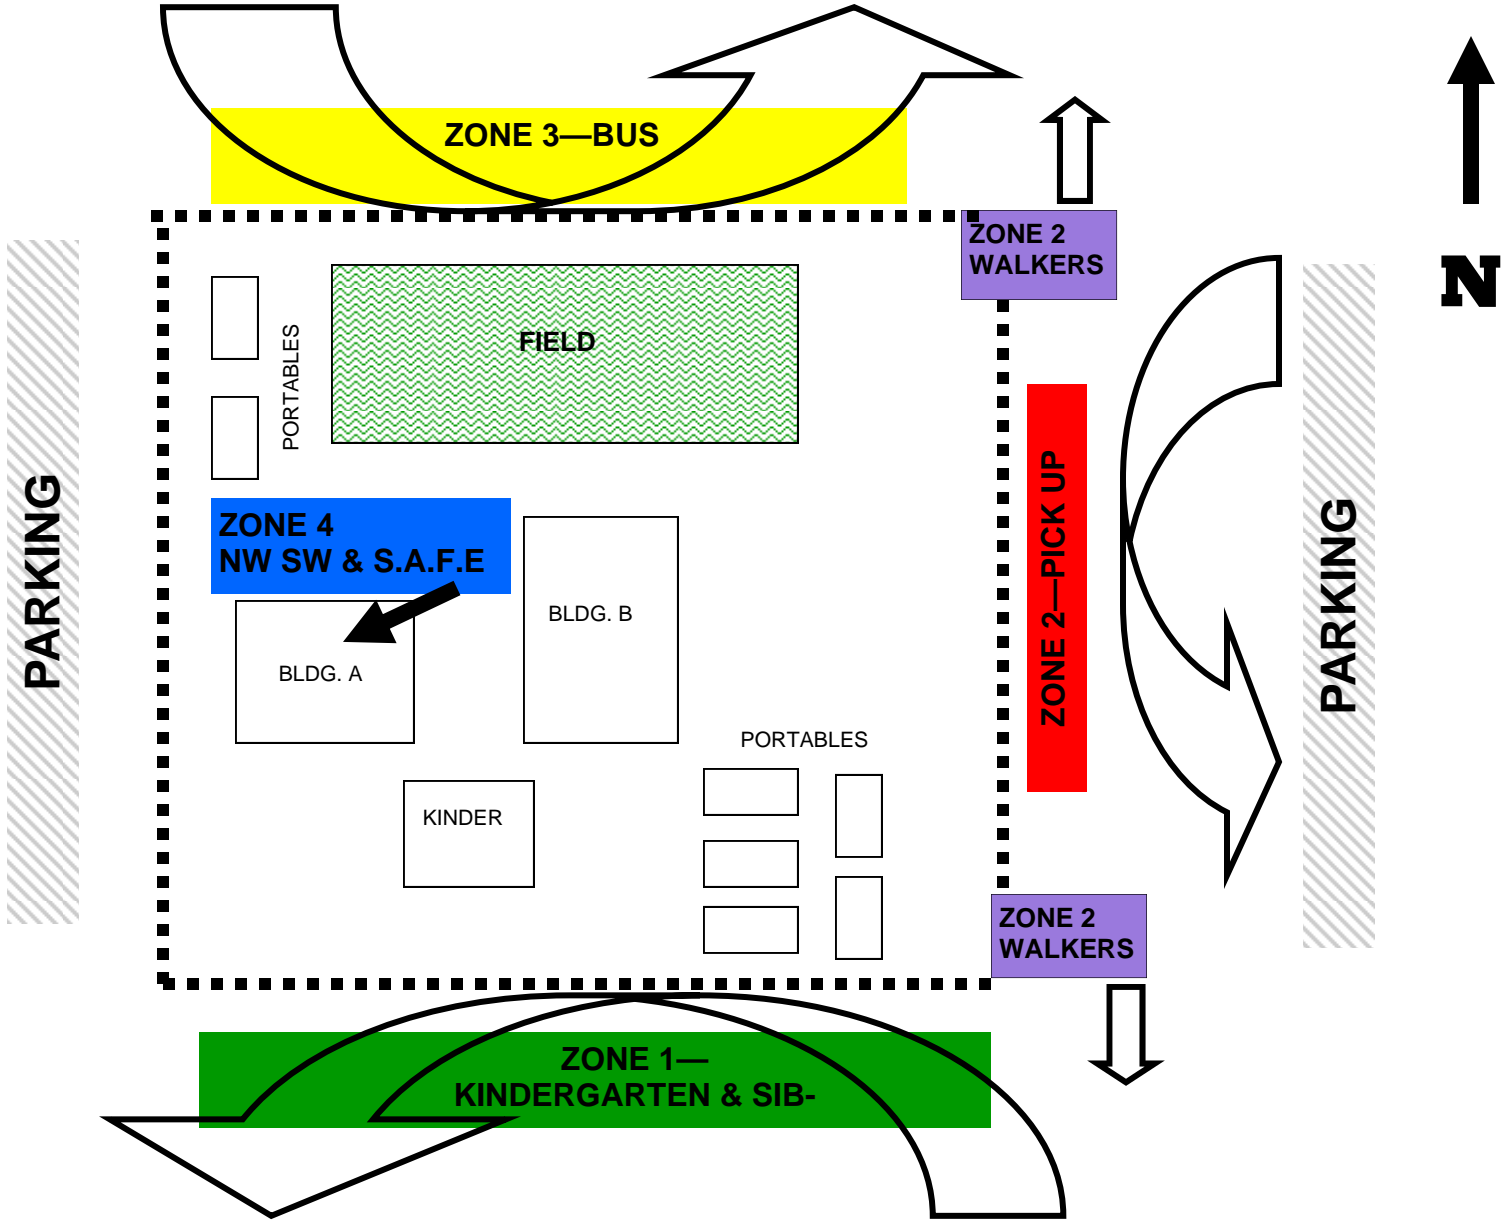 ZONE 3—BUS
ZONE 2
WALKERS
N
FIELD
PORTABLES
ZONE 4
NW SW & S.A.F.E
BLDG. B
BLDG. A
PARKING
ZONE 2—PICK UP
PARKING
PORTABLES
KINDER
ZONE 2
WALKERS
ZONE 1—
KINDERGARTEN & SIB-